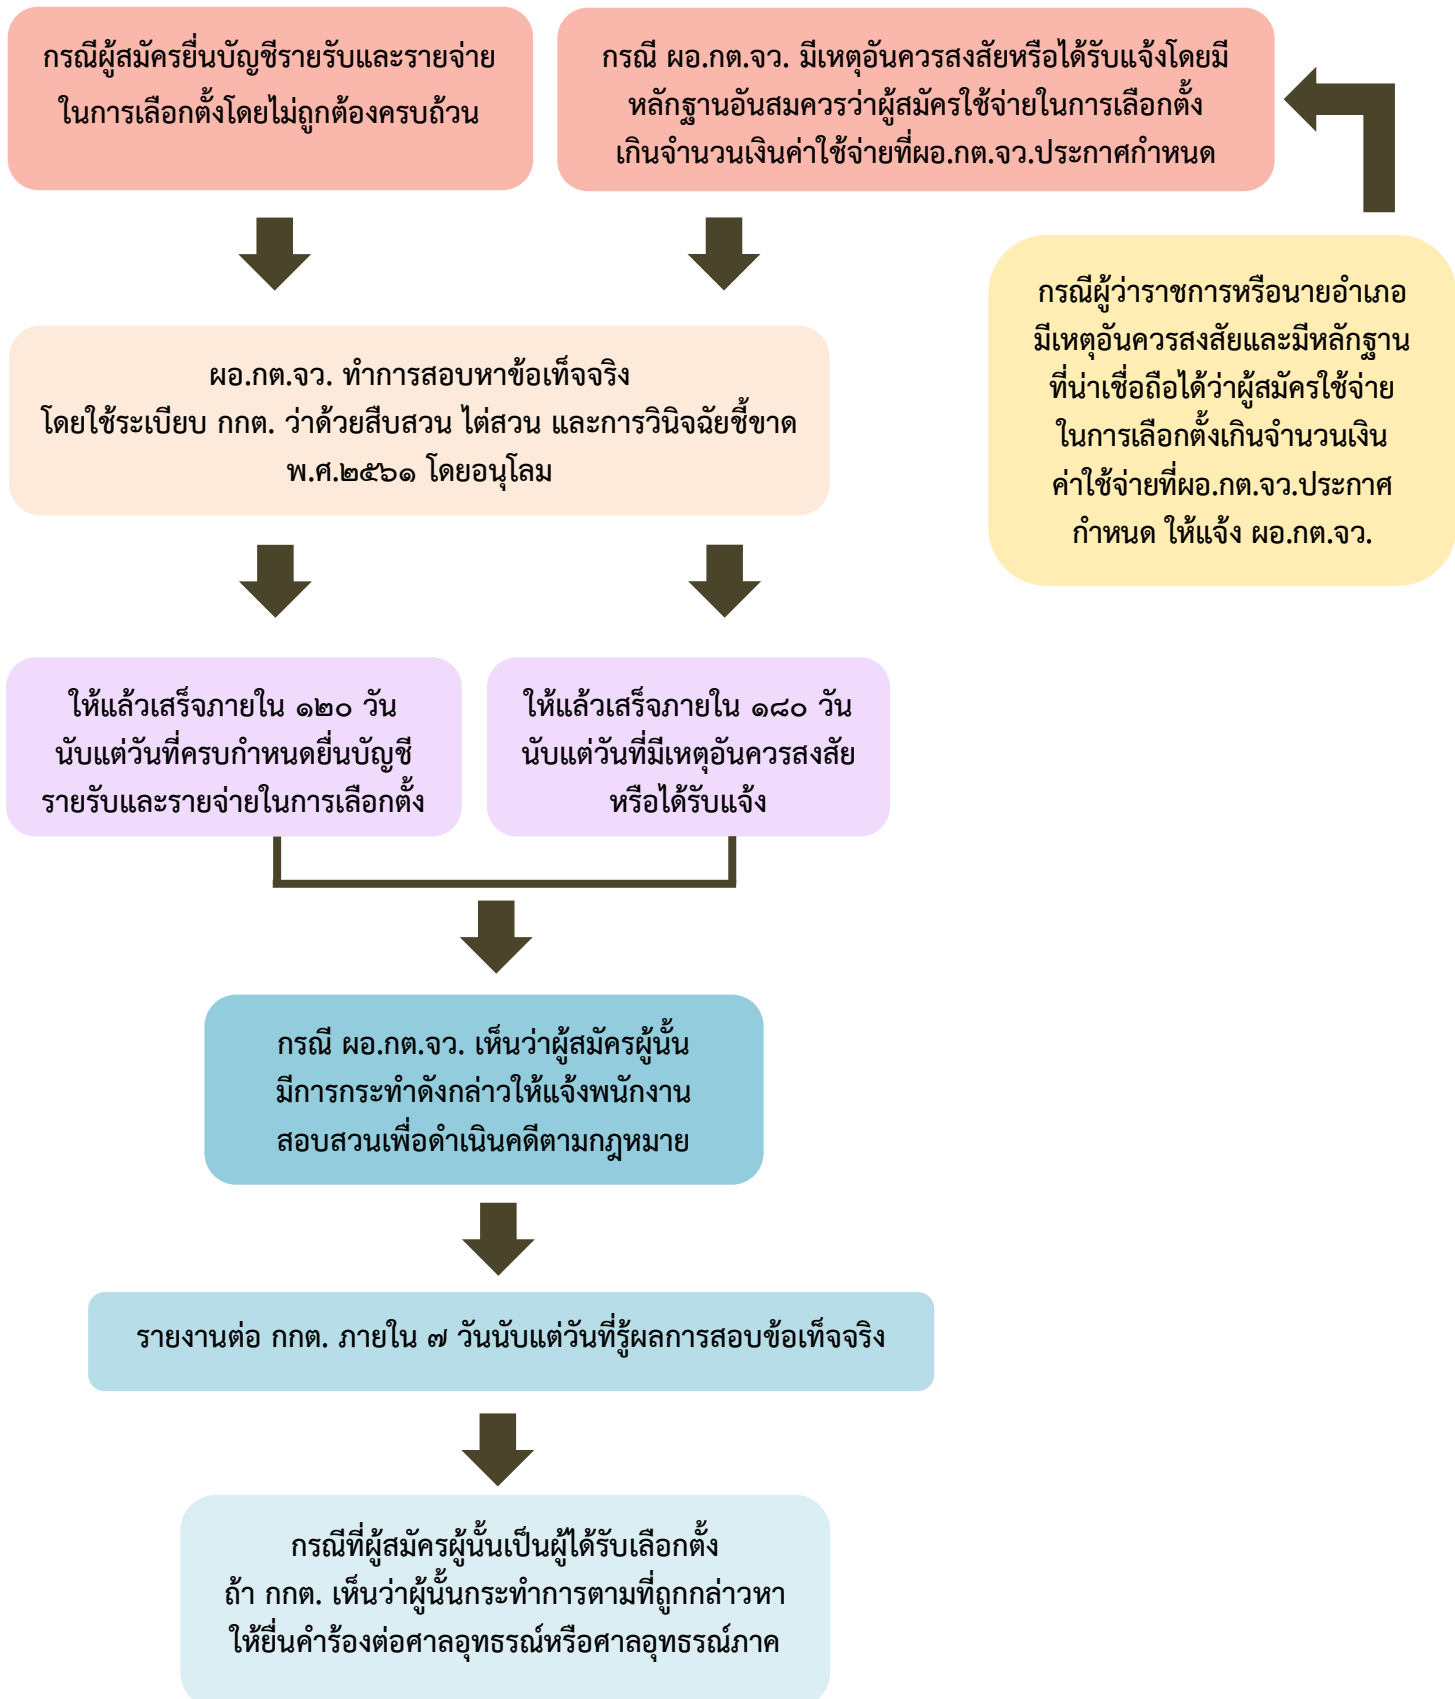 กรณีผู้สมัครยื่นบัญชีรายรับและรายจ่าย
ในการเลือกตั้งโดยไม่ถูกต้องครบถ้วน
กรณี ผอ.กต.จว. มีเหตุอันควรสงสัยหรือได้รับแจ้งโดยมี
หลักฐานอันสมควรว่าผู้สมัครใช้จ่ายในการเลือกตั้ง
เกินจำนวนเงินค่าใช้จ่ายที่ผอ.กต.จว.ประกาศกำหนด
กรณีผู้ว่าราชการหรือนายอำเภอ
มีเหตุอันควรสงสัยและมีหลักฐาน
ที่น่าเชื่อถือได้ว่าผู้สมัครใช้จ่าย
ในการเลือกตั้งเกินจำนวนเงิน
ค่าใช้จ่ายที่ผอ.กต.จว.ประกาศ
กำหนด ให้แจ้ง ผอ.กต.จว.
ผอ.กต.จว. ทำการสอบหาข้อเท็จจริง
โดยใช้ระเบียบ กกต. ว่าด้วยสืบสวน ไต่สวน และการวินิจฉัยชี้ขาด
พ.ศ.๒๕๖๑ โดยอนุโลม
ให้แล้วเสร็จภายใน ๑๒๐ วัน
นับแต่วันที่ครบกำหนดยื่นบัญชี
รายรับและรายจ่ายในการเลือกตั้ง
ให้แล้วเสร็จภายใน ๑๘๐ วัน
นับแต่วันที่มีเหตุอันควรสงสัย
หรือได้รับแจ้ง
กรณี ผอ.กต.จว. เห็นว่าผู้สมัครผู้นั้น
มีการกระทำดังกล่าวให้แจ้งพนักงาน
สอบสวนเพื่อดำเนินคดีตามกฎหมาย
รายงานต่อ กกต. ภายใน ๗ วันนับแต่วันที่รู้ผลการสอบข้อเท็จจริง
กรณีที่ผู้สมัครผู้นั้นเป็นผู้ได้รับเลือกตั้ง
ถ้า กกต. เห็นว่าผู้นั้นกระทำการตามที่ถูกกล่าวหา
ให้ยื่นคำร้องต่อศาลอุทธรณ์หรือศาลอุทธรณ์ภาค